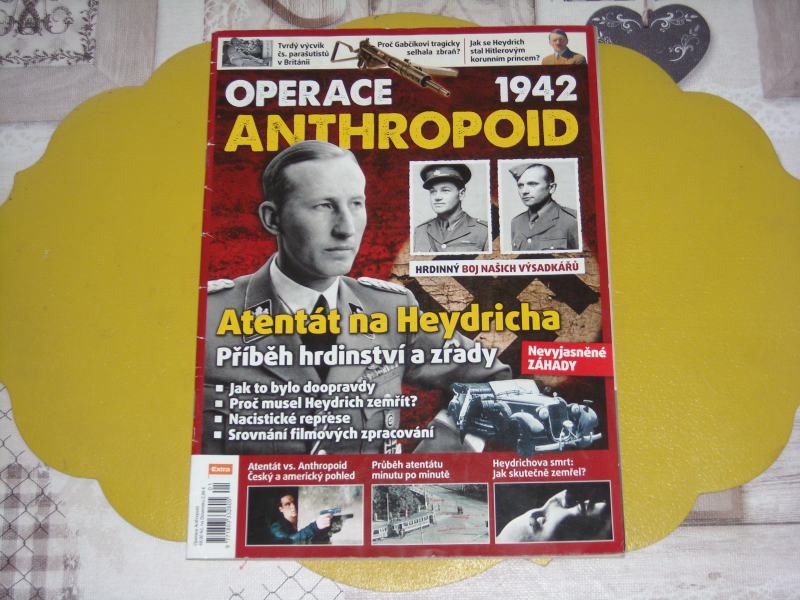 Tvrdý výcvik
čs. parašutistů
v Británii
Proč Gabčíkovi tragicky
selhala zbraň?
Jak se Heydrich
stal Hitlerovým
korunním princem?
OPERACE 1942
ANTHROPOID
HRDINNÝ BOJ NAŠICH VÝSADKÁŘŮ
Atentát na Heydricha
Příběh hrdinství a zrady
Nevyjasněné
ZÁHADY
Jak to bylo doopravdy
Proč musel Heydrich zemřít?
Nacistické represe
Srovnání filmových zpracování
Extra
Atentát vs. Anthropoid
Český a americký pohled
Průběh atentátu
minutu po minutě
Heydrichova smrt:
Jak skutečně zemřel?